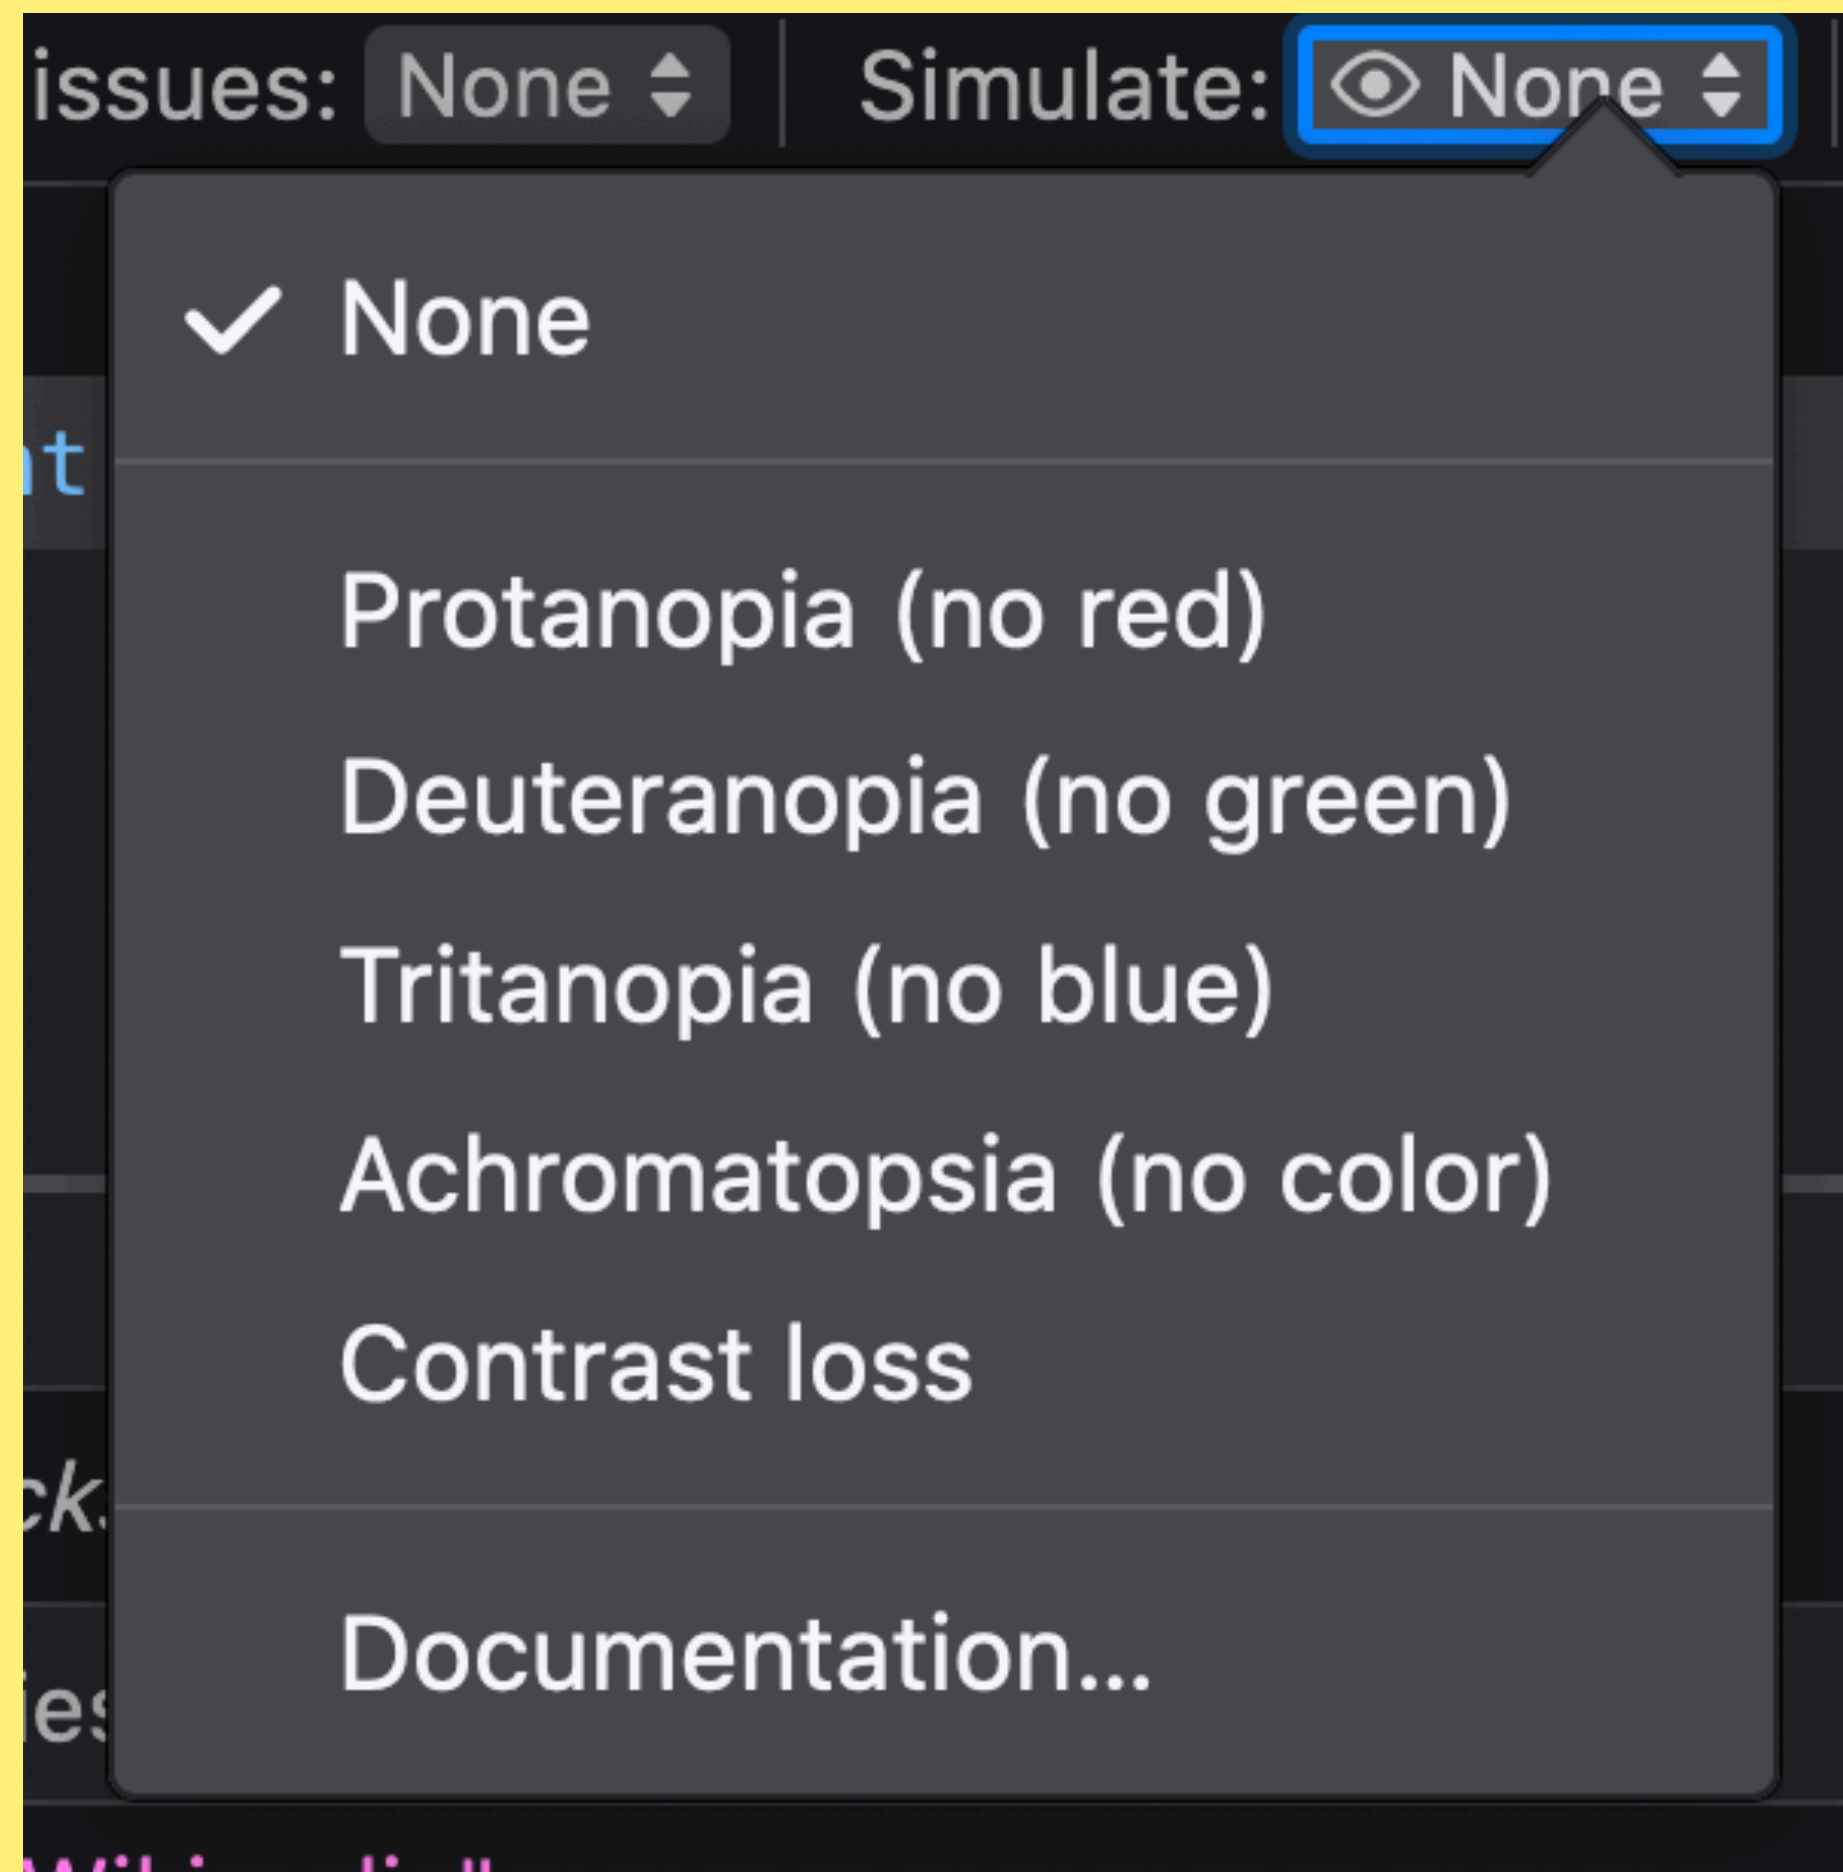 issues: None Simulate: None
None
Protanopia (no red)
Deuteranopia (no green)
Tritanopia (no blue)
Achromatopsia (no color)
Contrast loss
Documentation...